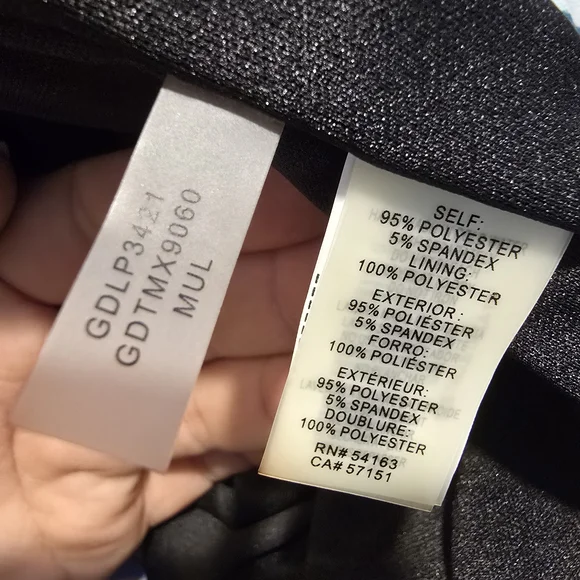 GDLP3421
GDTMX9060
MUL
SELF:
95% POLYESTER
5% SPANDEX
LINING:
100% POLYESTER
EXTERIOR:
95% POLIÉSTER
5% SPANDEX
FORRO:
100% POLIÉSTER
EXTÉRIEUR:
95% POLYESTER
5% SPANDEX
DOUBLURE:
100% POLYESTER
RN# 54163
CA# 57151